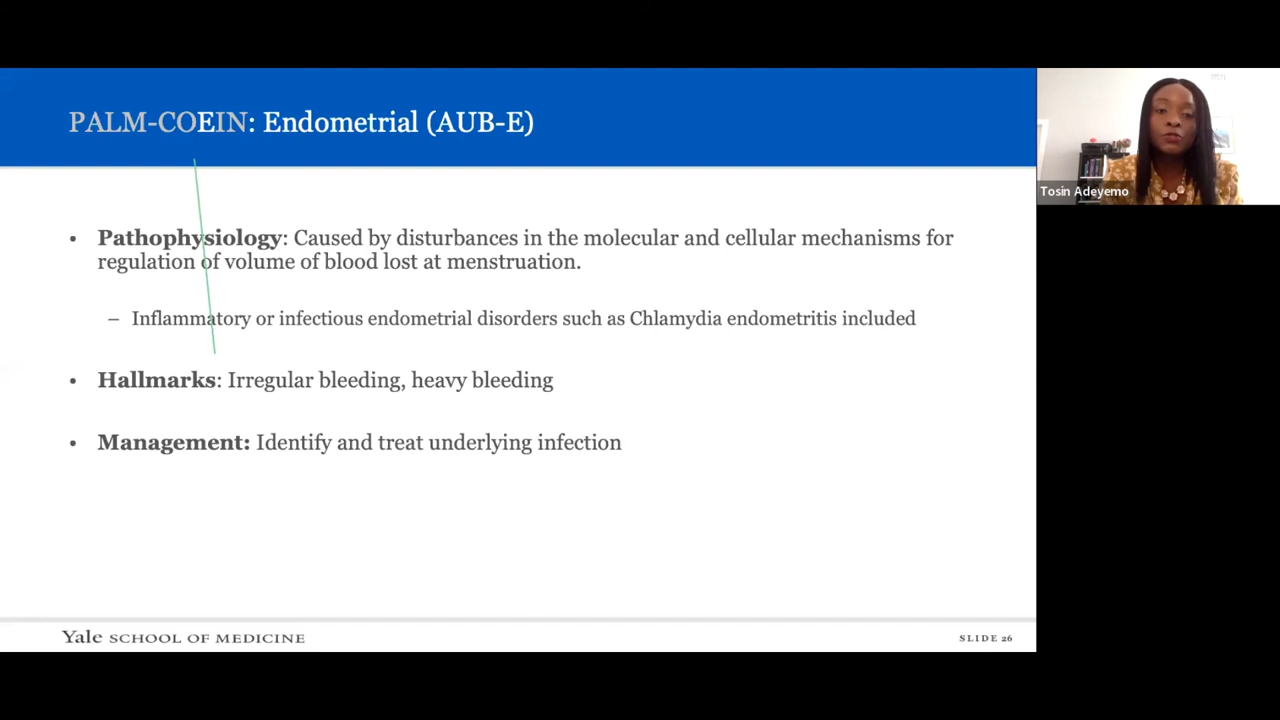 PALM-COEIN: Endometrial (AUB-E)
• Pathophysiology: Caused by disturbances in the molecular and cellular mechanisms for
regulation of volume of blood lost at menstruation.
– Inflammatory or infectious endometrial disorders such as Chlamydia endometritis included
• Hallmarks: Irregular bleeding, heavy bleeding
• Management: Identify and treat underlying infection
Yale SCHOOL OF MEDICINE
SLIDE 26
Tosin Adeyemo